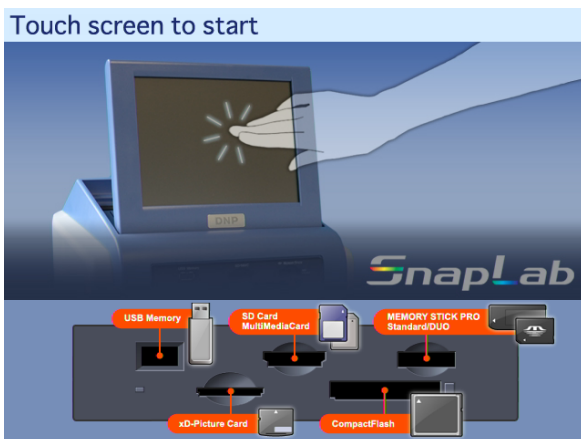 Touch screen to start
DNP
SnapLab
USB Memory
SD Card
MultiMediaCard
MEMORY STICK PRO
Standard/DUO
xD-Picture Card
CompactFlash